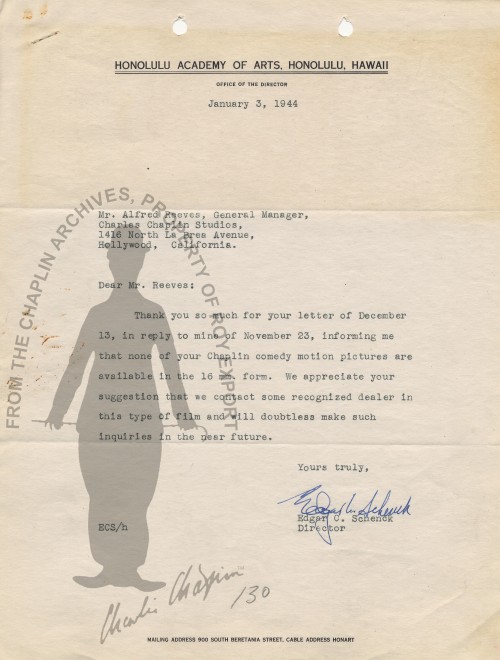 HONOLULU ACADEMY OF ARTS, HONOLULU, HAWAII
OFFICE OF THE DIRECTOR
January 3, 1944
Mr. Alfred Reeves, General Manager,
Charles Chaplin Studios,
1416 North La Brea Avenue,
Hollywood, California.
Dear Mr. Reeves:
Thank you so much for your letter of December
13, in reply to mine of November 23, informing me
that none of your Chaplin comedy motion pictures are
available in the 16 mm form. We appreciate your
suggestion that we contact some recognized dealer in
this type of film and will doubtless make such
inquiries in the near future.
Yours truly,
Edgar C. Schenck
Edgar C. Schenck
Director
ECS/h
Charlie Chaplin
130
MAILING ADDRESS 900 SOUTH BERETANIA STREET, CABLE ADDRESS HONART
FROM THE CHAPLIN ARCHIVES, PROPERTY OF ROY EXPORT